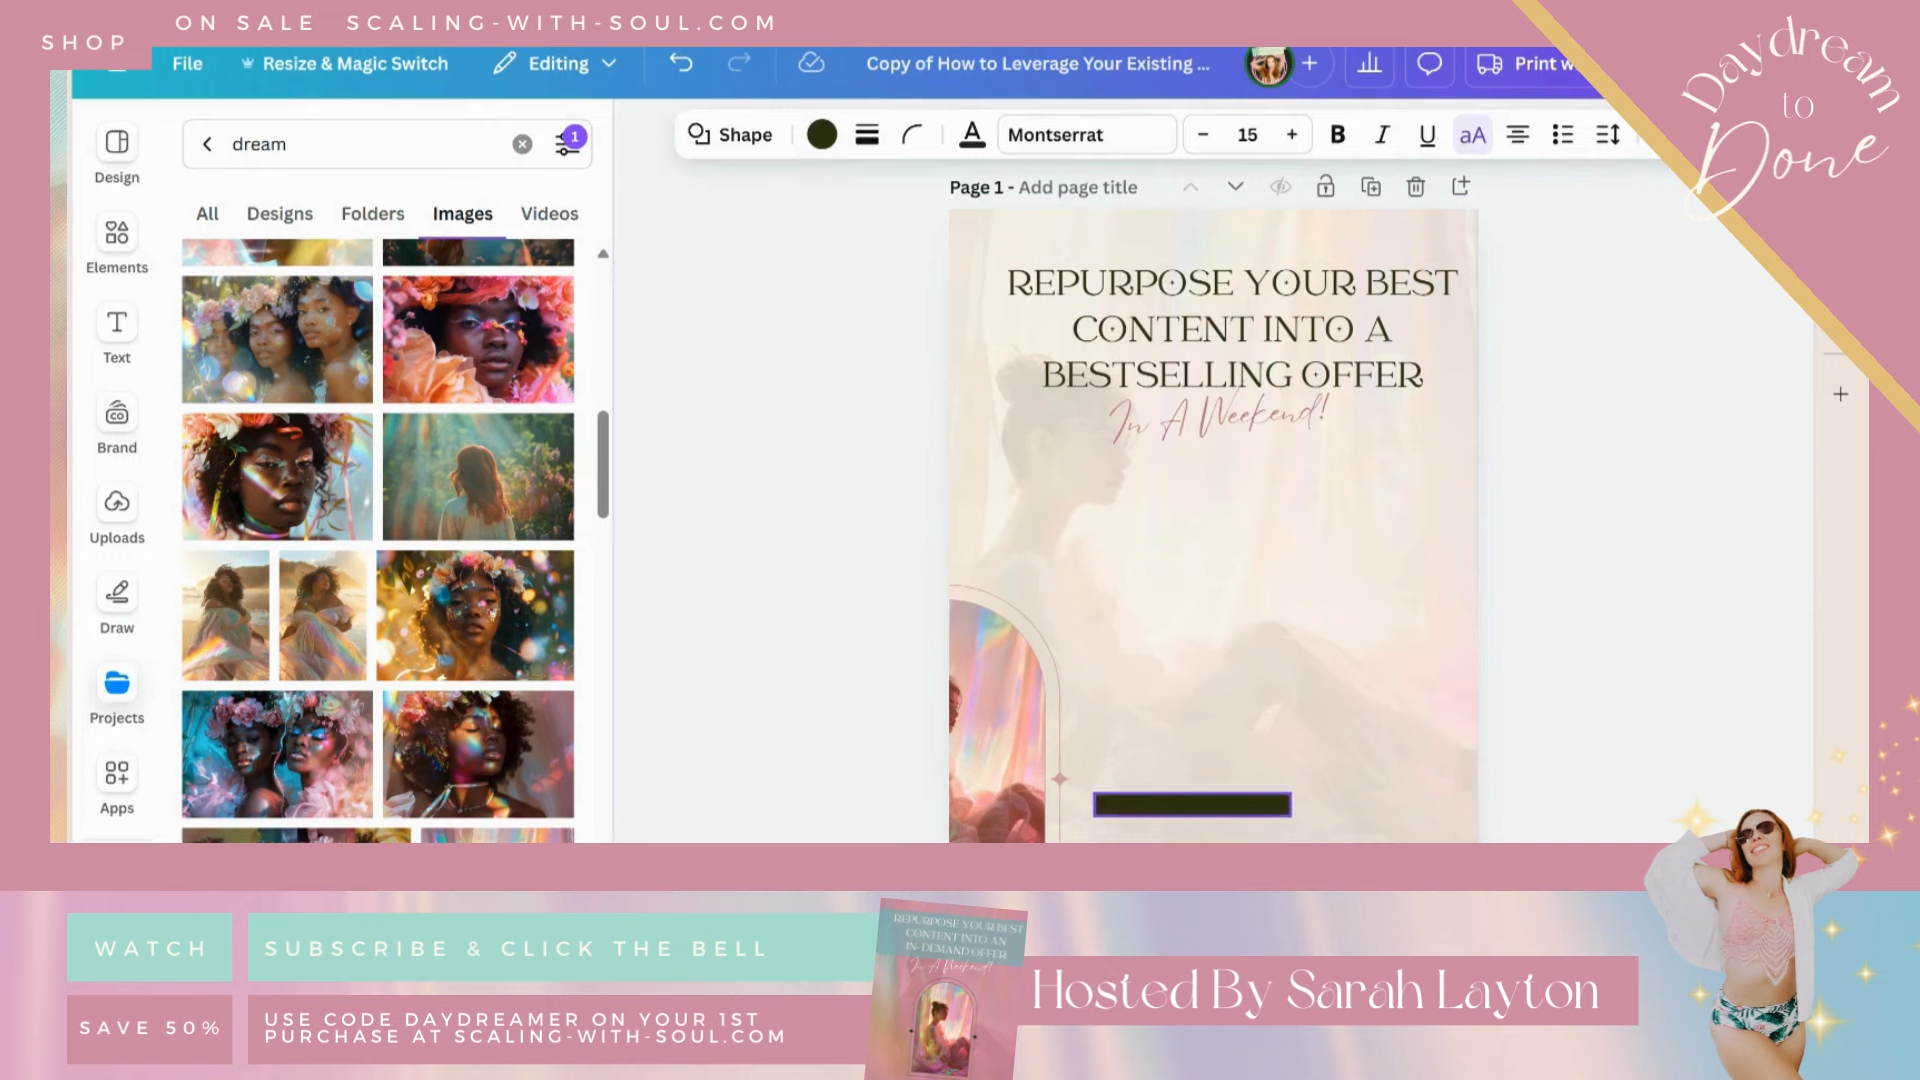 ON SALE SCALING-WITH-SOUL.COM
SHOP
File
Resize & Magic Switch
Editing
Copy of How to Leverage Your Existing ...
Print w
Daydream
to
Done
dream
1
Shape
Montserrat
– 15 +
B I U aA
Design
Elements
Text
Brand
Uploads
Draw
Projects
Apps
All Designs Folders Images Videos
Page 1 - Add page title
REPURPOSE YOUR BEST
CONTENT INTO A
BESTSELLING OFFER
In A Weekend!
WATCH
SUBSCRIBE & CLICK THE BELL
SAVE 50%
USE CODE DAYDREAMER ON YOUR 1ST
PURCHASE AT SCALING-WITH-SOUL.COM
REPURPOSE YOUR BEST
CONTENT INTO AN
IN-DEMAND OFFER
In A Weekend!
Hosted By Sarah Layton